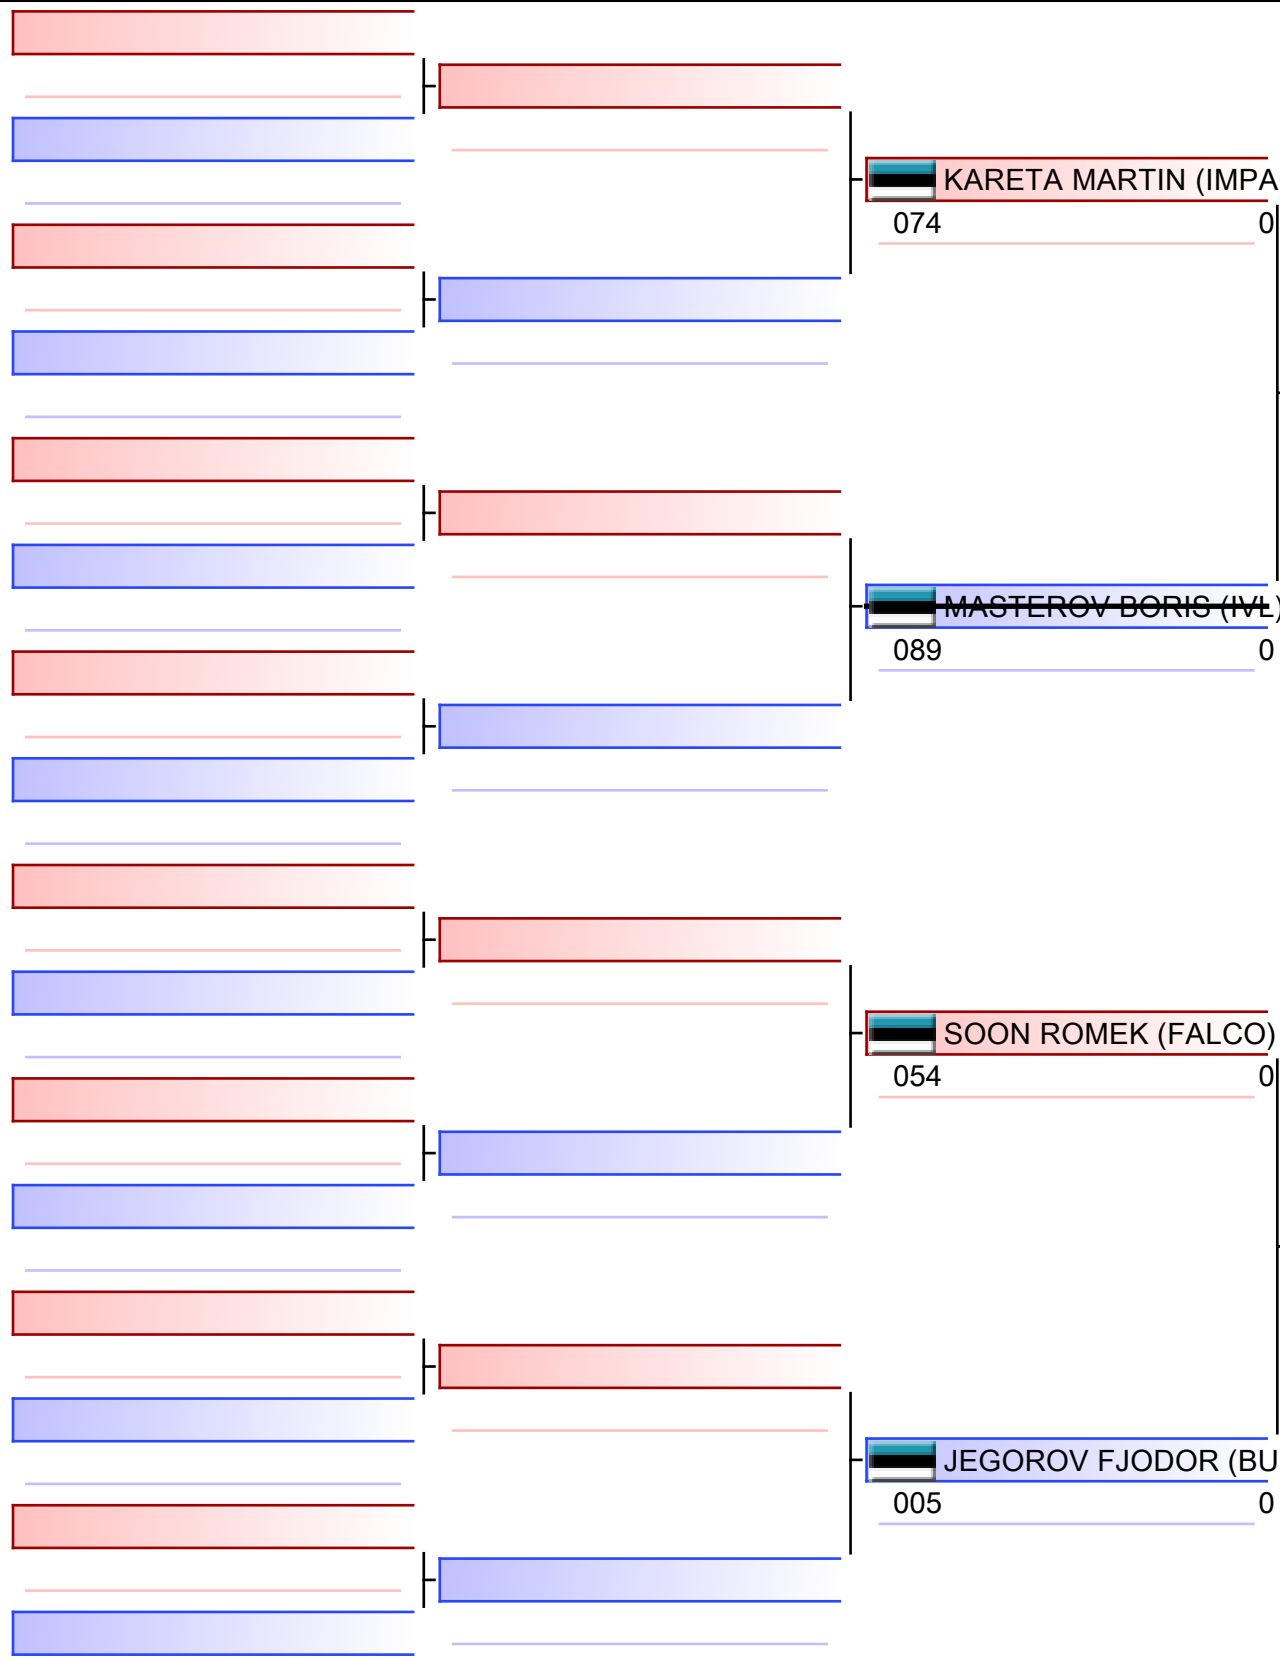 KARETA MARTIN (IMPA
074 0
MASTEROV BORIS (IVL)
089 0
SOON ROMEK (FALCO)
054 0
JEGOROV FJODOR (BU
005 0